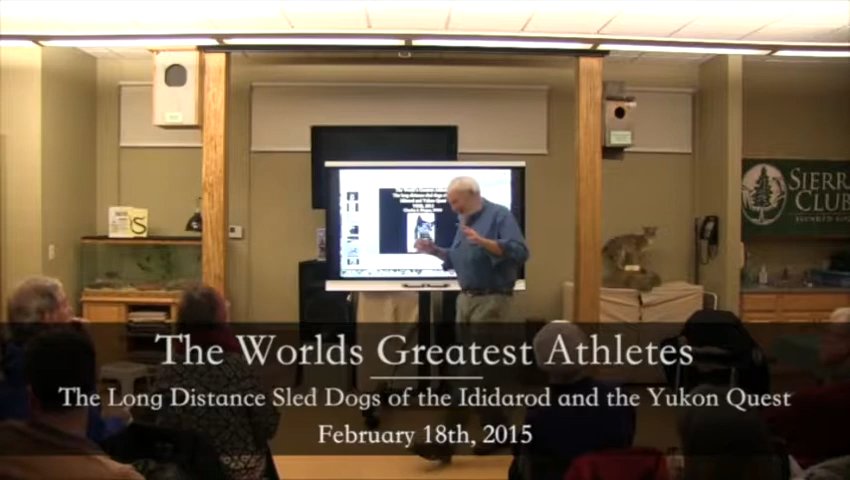 The Worlds Greatest Athletes
The Long Distance Sled Dogs of the Ididarod and the Yukon Quest
February 18th, 2015
SIERR
CLUB
S